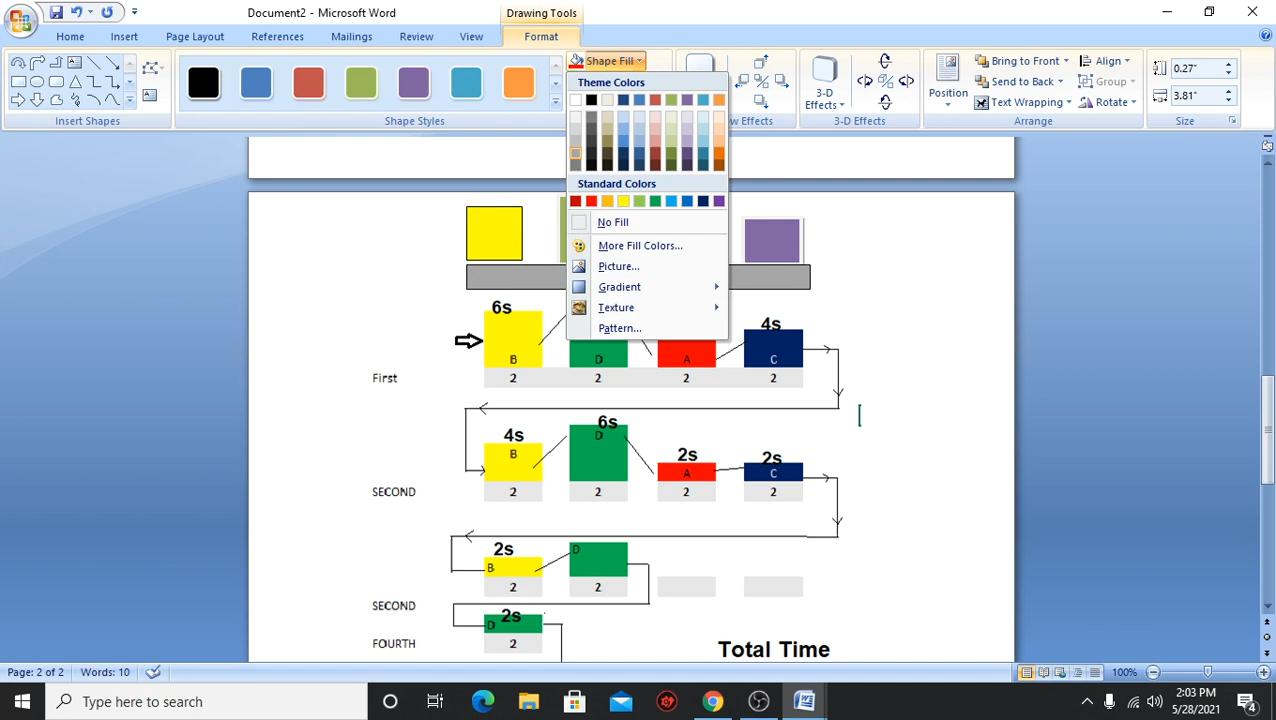 Document2 - Microsoft Word
Drawing Tools
Home Insert Page Layout References Mailings Review View Format
Shape Fill
Theme Colors
Standard Colors
No Fill
More Fill Colors...
Picture...
Gradient
Texture
Pattern...
3-D Effects
Position
Bring to Front
Send to Back
Text Wrapping
Align
Group
Rotate
0.27"
3.81"
Insert Shapes
Shape Styles
3-D Effects
Arrange
Size
6s
4s
B D A C
First 2 2 2 2
4s 6s 2s 2s
B D A C
SECOND 2 2 2 2
2s
B D
2 2
SECOND
2s
D
FOURTH 2
Total Time
Page: 2 of 2 Words: 10
100%
Type here to search
2:03 PM
5/28/2021
4